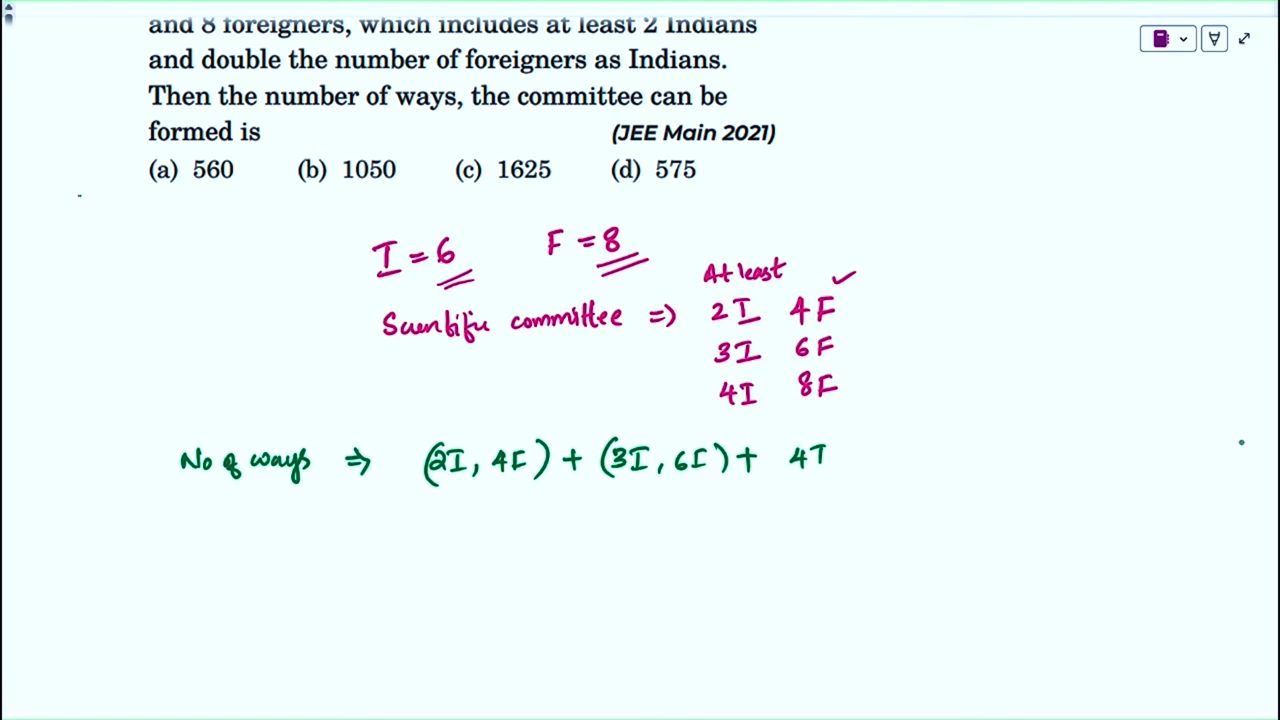 and 8 foreigners, which includes at least 2 Indians
and double the number of foreigners as Indians.
Then the number of ways, the committee can be
formed is (JEE Main 2021)
(a) 560 (b) 1050 (c) 1625 (d) 575
I = 6 F = 8
At least
Scientific committee => 2I 4F ✓
3I 6F
4I 8F
No of ways => (2I, 4F) + (3I, 6I) + 4I